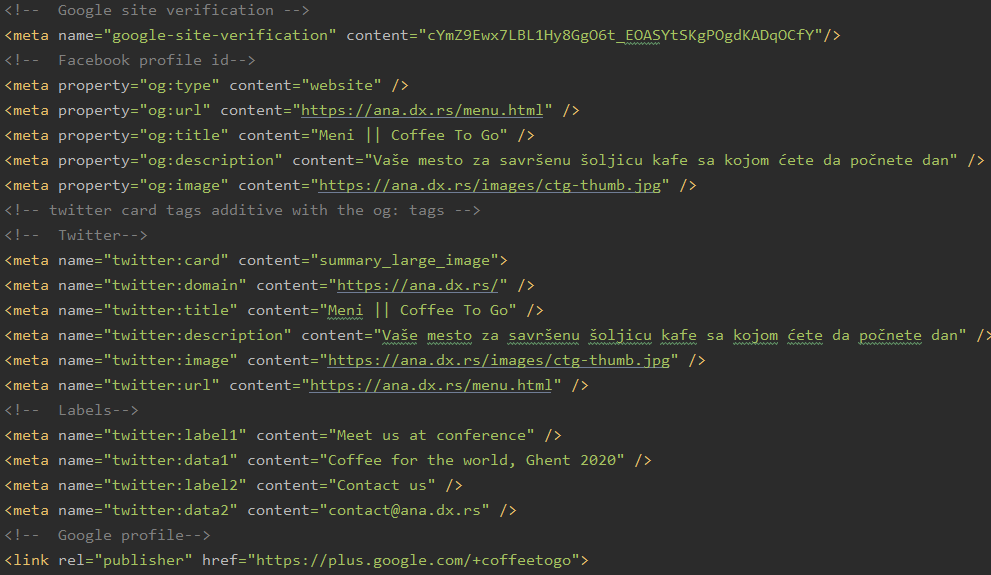 <!--  Google site verification -->
<meta name="google-site-verification" content="cYmZ9Ewx7LBL1Hy8GgO6t_EOASYtSKgPOgdKADqOCfY"/>
<!--  Facebook profile id-->
<meta property="og:type" content="website" />
<meta property="og:url" content="https://ana.dx.rs/menu.html" />
<meta property="og:title" content="Meni || Coffee To Go" />
<meta property="og:description" content="Vaše mesto za savršenu šoljicu kafe sa kojom ćete da počnete dan" />
<meta property="og:image" content="https://ana.dx.rs/images/ctg-thumb.jpg" />
<!-- twitter card tags additive with the og: tags -->
<!--  Twitter-->
<meta name="twitter:card" content="summary_large_image">
<meta name="twitter:domain" content="https://ana.dx.rs/" />
<meta name="twitter:title" content="Meni || Coffee To Go" />
<meta name="twitter:description" content="Vaše mesto za savršenu šoljicu kafe sa kojom ćete da počnete dan" />
<meta name="twitter:image" content="https://ana.dx.rs/images/ctg-thumb.jpg" />
<meta name="twitter:url" content="https://ana.dx.rs/menu.html" />
<!--  Labels-->
<meta name="twitter:label1" content="Meet us at conference" />
<meta name="twitter:data1" content="Coffee for the world, Ghent 2020" />
<meta name="twitter:label2" content="Contact us" />
<meta name="twitter:data2" content="contact@ana.dx.rs" />
<!--  Google profile-->
<link rel="publisher" href="https://plus.google.com/+coffeetogo">